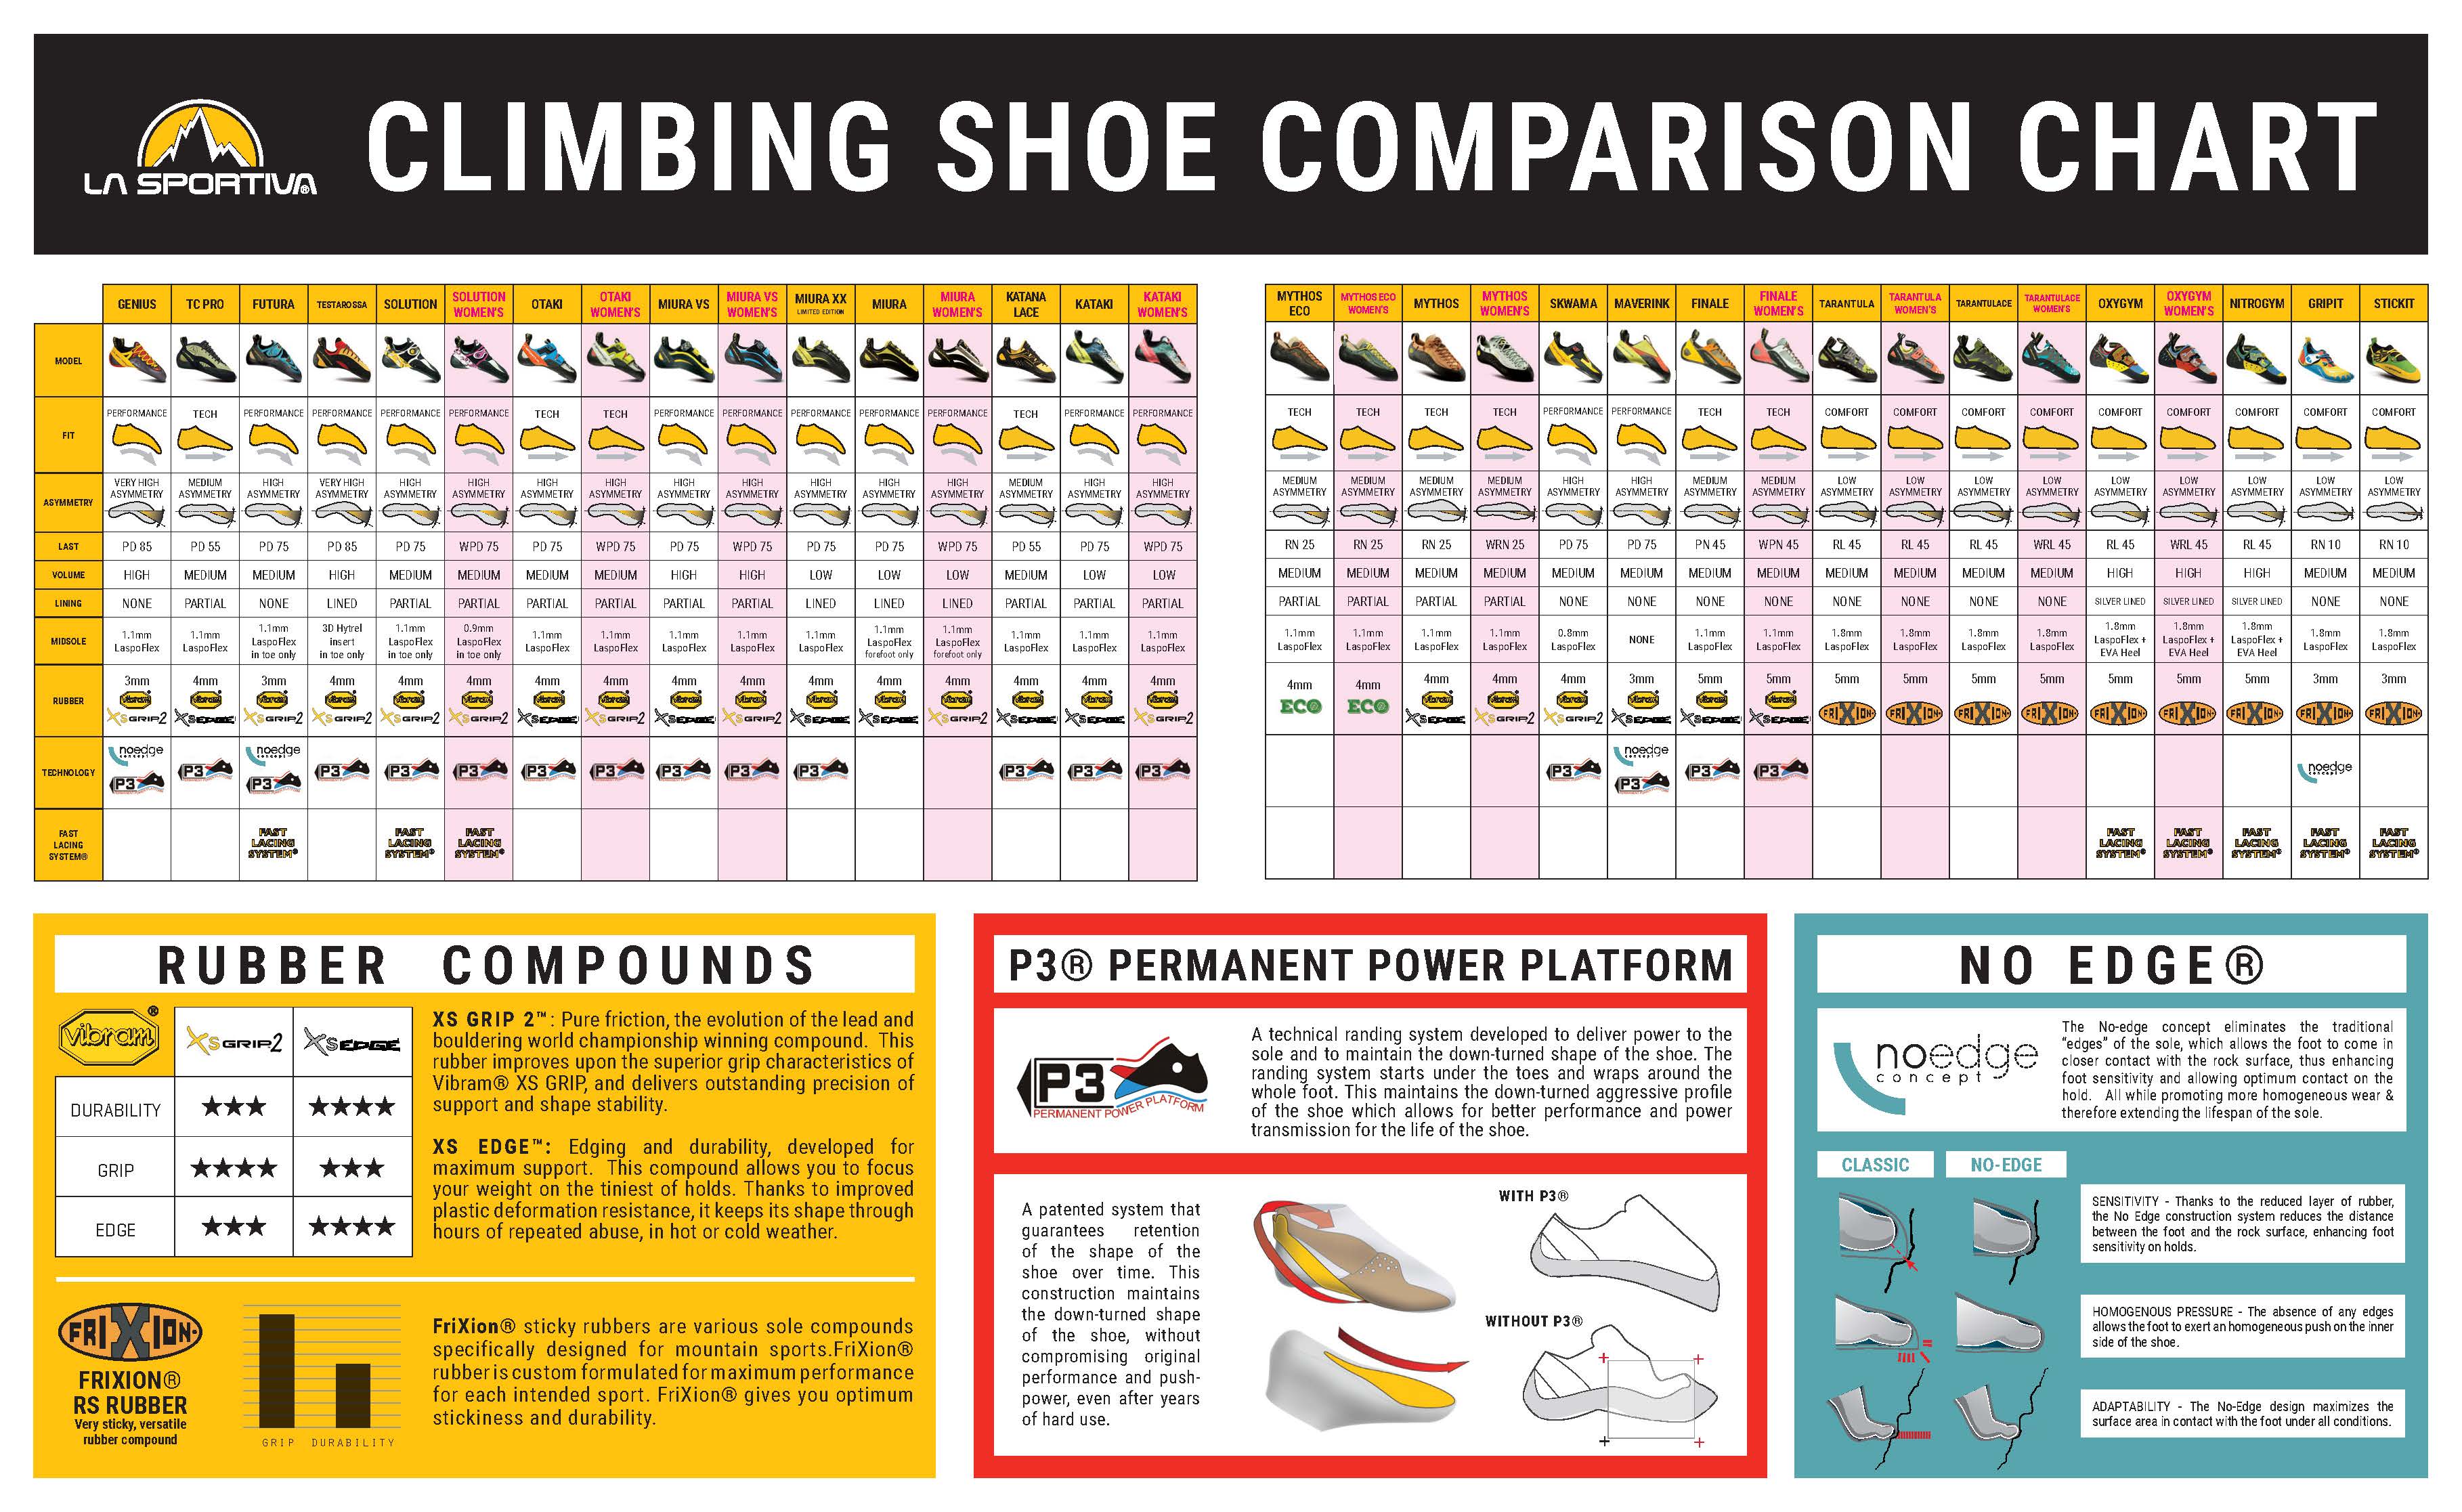 LA SPORTIVA®
CLIMBING SHOE COMPARISON CHART
GENIUS TC PRO FUTURA TESTAROSSA SOLUTION SOLUTION WOMEN'S OTAKI OTAKI WOMEN'S MIURA VS MIURA VS WOMEN'S MIURA XX LIMITED EDITION MIURA MIURA WOMEN'S KATANA LACE KATAKI KATAKI WOMEN'S
MODEL
FIT PERFORMANCE TECH PERFORMANCE PERFORMANCE PERFORMANCE PERFORMANCE TECH TECH PERFORMANCE PERFORMANCE PERFORMANCE PERFORMANCE PERFORMANCE TECH PERFORMANCE PERFORMANCE
ASYMMETRY VERY HIGH ASYMMETRY MEDIUM ASYMMETRY HIGH ASYMMETRY VERY HIGH ASYMMETRY HIGH ASYMMETRY HIGH ASYMMETRY HIGH ASYMMETRY HIGH ASYMMETRY HIGH ASYMMETRY HIGH ASYMMETRY HIGH ASYMMETRY HIGH ASYMMETRY HIGH ASYMMETRY MEDIUM ASYMMETRY HIGH ASYMMETRY HIGH ASYMMETRY
LAST PD 85 PD 55 PD 75 PD 85 PD 75 WPD 75 PD 75 WPD 75 PD 75 WPD 75 PD 75 PD 75 WPD 75 PD 55 PD 75 WPD 75
VOLUME HIGH MEDIUM MEDIUM HIGH MEDIUM MEDIUM MEDIUM MEDIUM HIGH HIGH LOW LOW LOW MEDIUM LOW LOW
LINING NONE PARTIAL NONE LINED PARTIAL PARTIAL PARTIAL PARTIAL PARTIAL PARTIAL LINED LINED LINED PARTIAL PARTIAL PARTIAL
MIDSOLE 1.1mm LaspoFlex 1.1mm LaspoFlex 1.1mm LaspoFlex in toe only 3D Hytrel insert in toe only 1.1mm LaspoFlex in toe only 0.9mm LaspoFlex in toe only 1.1mm LaspoFlex 1.1mm LaspoFlex 1.1mm LaspoFlex 1.1mm LaspoFlex 1.1mm LaspoFlex 1.1mm LaspoFlex forefoot only 1.1mm LaspoFlex forefoot only 1.1mm LaspoFlex 1.1mm LaspoFlex 1.1mm LaspoFlex
RUBBER 3mm 4mm 3mm 4mm 4mm 4mm 4mm 4mm 4mm 4mm 4mm 4mm 4mm 4mm 4mm 4mm
vibram vibram vibram vibram vibram vibram vibram vibram vibram vibram vibram vibram vibram vibram vibram vibram
XS GRIP2 XS EDGE XS GRIP2 XS GRIP2 XS GRIP2 XS GRIP2 XS EDGE XS GRIP2 XS EDGE XS GRIP2 XS EDGE XS EDGE XS GRIP2 XS EDGE XS EDGE XS GRIP2
TECHNOLOGY noedge concept P3 P3 noedge concept P3 P3 P3 P3 P3 P3 P3 P3 P3 P3 P3 P3
FAST LACING SYSTEM® FAST LACING SYSTEM® FAST LACING SYSTEM® FAST LACING SYSTEM®
MYTHOS ECO MYTHOS ECO WOMEN'S MYTHOS MYTHOS WOMEN'S SKWAMA MAVERINK FINALE FINALE WOMEN'S TARANTULA TARANTULA WOMEN'S TARANTULACE TARANTULACE WOMEN'S OXYGYM OXYGYM WOMEN'S NITROGYM GRIPIT STICKIT
TECH TECH TECH TECH PERFORMANCE PERFORMANCE TECH TECH COMFORT COMFORT COMFORT COMFORT COMFORT COMFORT COMFORT COMFORT COMFORT
MEDIUM ASYMMETRY MEDIUM ASYMMETRY MEDIUM ASYMMETRY MEDIUM ASYMMETRY HIGH ASYMMETRY HIGH ASYMMETRY MEDIUM ASYMMETRY MEDIUM ASYMMETRY LOW ASYMMETRY LOW ASYMMETRY LOW ASYMMETRY LOW ASYMMETRY LOW ASYMMETRY LOW ASYMMETRY LOW ASYMMETRY LOW ASYMMETRY LOW ASYMMETRY
RN 25 RN 25 RN 25 WRN 25 PD 75 PD 75 PN 45 WPN 45 RL 45 RL 45 RL 45 WRL 45 RL 45 WRL 45 RL 45 RN 10 RN 10
MEDIUM MEDIUM MEDIUM MEDIUM MEDIUM MEDIUM MEDIUM MEDIUM MEDIUM MEDIUM MEDIUM MEDIUM HIGH HIGH HIGH MEDIUM MEDIUM
PARTIAL PARTIAL PARTIAL PARTIAL NONE NONE NONE NONE NONE NONE NONE NONE SILVER LINED SILVER LINED SILVER LINED NONE NONE
1.1mm LaspoFlex 1.1mm LaspoFlex 1.1mm LaspoFlex 1.1mm LaspoFlex 0.8mm LaspoFlex NONE 1.1mm LaspoFlex 1.1mm LaspoFlex 1.8mm LaspoFlex 1.8mm LaspoFlex 1.8mm LaspoFlex 1.8mm LaspoFlex 1.8mm LaspoFlex + EVA Heel 1.8mm LaspoFlex + EVA Heel 1.8mm LaspoFlex + EVA Heel 1.8mm LaspoFlex 1.8mm LaspoFlex
4mm ECO 4mm ECO 4mm vibram XS EDGE 4mm vibram XS GRIP2 4mm vibram XS GRIP2 3mm vibram XS EDGE 5mm vibram XS EDGE 5mm vibram XS EDGE 5mm FRIXION 5mm FRIXION 5mm FRIXION 5mm FRIXION 5mm FRIXION 5mm FRIXION 5mm FRIXION 3mm FRIXION 3mm FRIXION
P3 noedge concept P3 P3 P3 noedge concept
FAST LACING SYSTEM® FAST LACING SYSTEM® FAST LACING SYSTEM® FAST LACING SYSTEM® FAST LACING SYSTEM®
RUBBER COMPOUNDS
vibram® XS GRIP2 XS EDGE
DURABILITY ★★★ ★★★★
GRIP ★★★★ ★★★
EDGE ★★★ ★★★★
XS GRIP 2™: Pure friction, the evolution of the lead and
bouldering world championship winning compound. This
rubber improves upon the superior grip characteristics of
Vibram® XS GRIP, and delivers outstanding precision of
support and shape stability.
XS EDGE™: Edging and durability, developed for
maximum support. This compound allows you to focus
your weight on the tiniest of holds. Thanks to improved
plastic deformation resistance, it keeps its shape through
hours of repeated abuse, in hot or cold weather.
FRIXION
FRIXION®
RS RUBBER
Very sticky, versatile
rubber compound
GRIP DURABILITY
FriXion® sticky rubbers are various sole compounds
specifically designed for mountain sports.FriXion®
rubber is custom formulated for maximum performance
for each intended sport. FriXion® gives you optimum
stickiness and durability.
P3® PERMANENT POWER PLATFORM
P3
PERMANENT POWER PLATFORM
A technical randing system developed to deliver power to the
sole and to maintain the down-turned shape of the shoe. The
randing system starts under the toes and wraps around the
whole foot. This maintains the down-turned aggressive profile
of the shoe which allows for better performance and power
transmission for the life of the shoe.
A patented system that
guarantees retention
of the shape of the
shoe over time. This
construction maintains
the down-turned shape
of the shoe, without
compromising original
performance and push-
power, even after years
of hard use.
WITH P3®
WITHOUT P3®
NO EDGE®
noedge
concept
The No-edge concept eliminates the traditional
"edges" of the sole, which allows the foot to come in
closer contact with the rock surface, thus enhancing
foot sensitivity and allowing optimum contact on the
hold. All while promoting more homogeneous wear &
therefore extending the lifespan of the sole.
CLASSIC NO-EDGE
SENSITIVITY - Thanks to the reduced layer of rubber,
the No Edge construction system reduces the distance
between the foot and the rock surface, enhancing foot
sensitivity on holds.
HOMOGENOUS PRESSURE - The absence of any edges
allows the foot to exert an homogeneous push on the inner
side of the shoe.
ADAPTABILITY - The No-Edge design maximizes the
surface area in contact with the foot under all conditions.